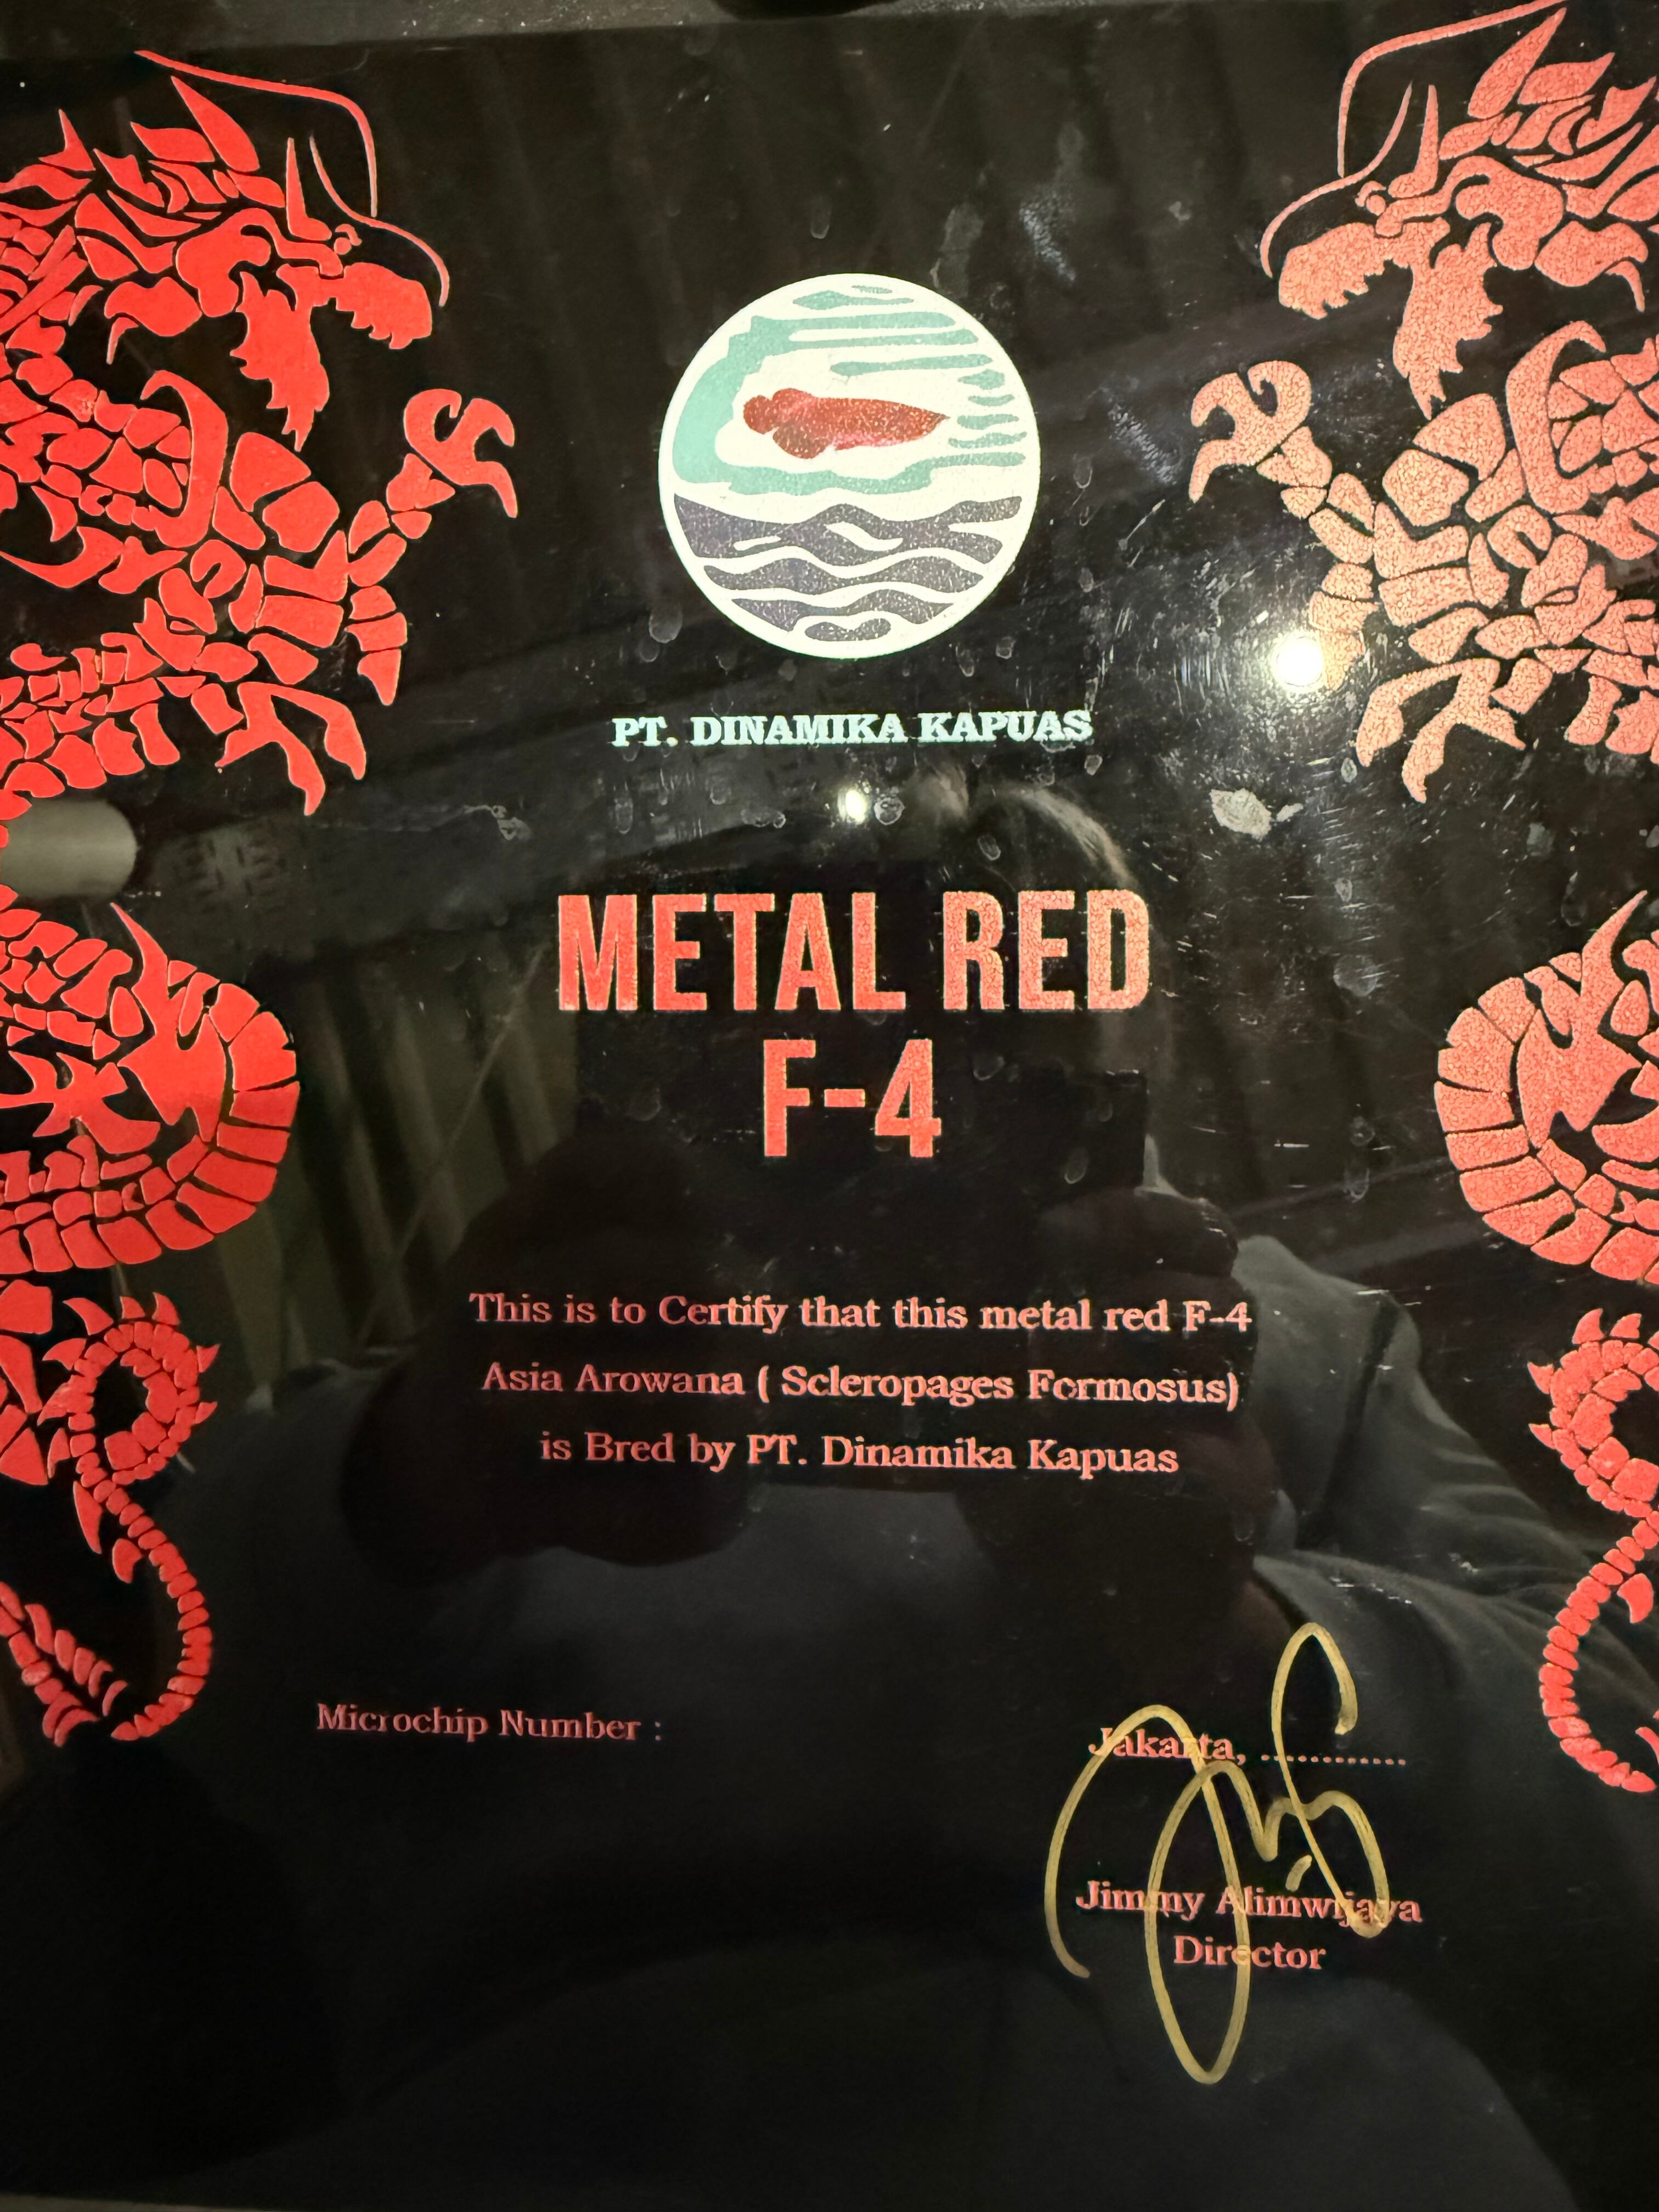 PT. DINAMIKA KAPUAS
METAL RED
F-4
This is to Certify that this metal red F-4
Asia Arowana ( Scleropages Formosus)
is Bred by PT. Dinamika Kapuas
Microchip Number :
Jakarta, .............
Jimmy Alimwijaya
Director